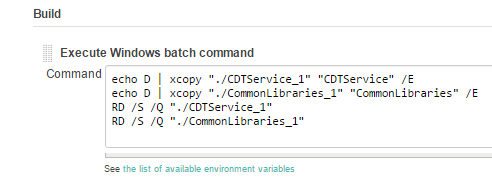 Build
Execute Windows batch command
Command
echo D | xcopy "./CDTService_1" "CDTService" /E
echo D | xcopy "./CommonLibraries_1" "CommonLibraries" /E
RD /S /Q "./CDTService_1"
RD /S /Q "./CommonLibraries_1"
See the list of available environment variables